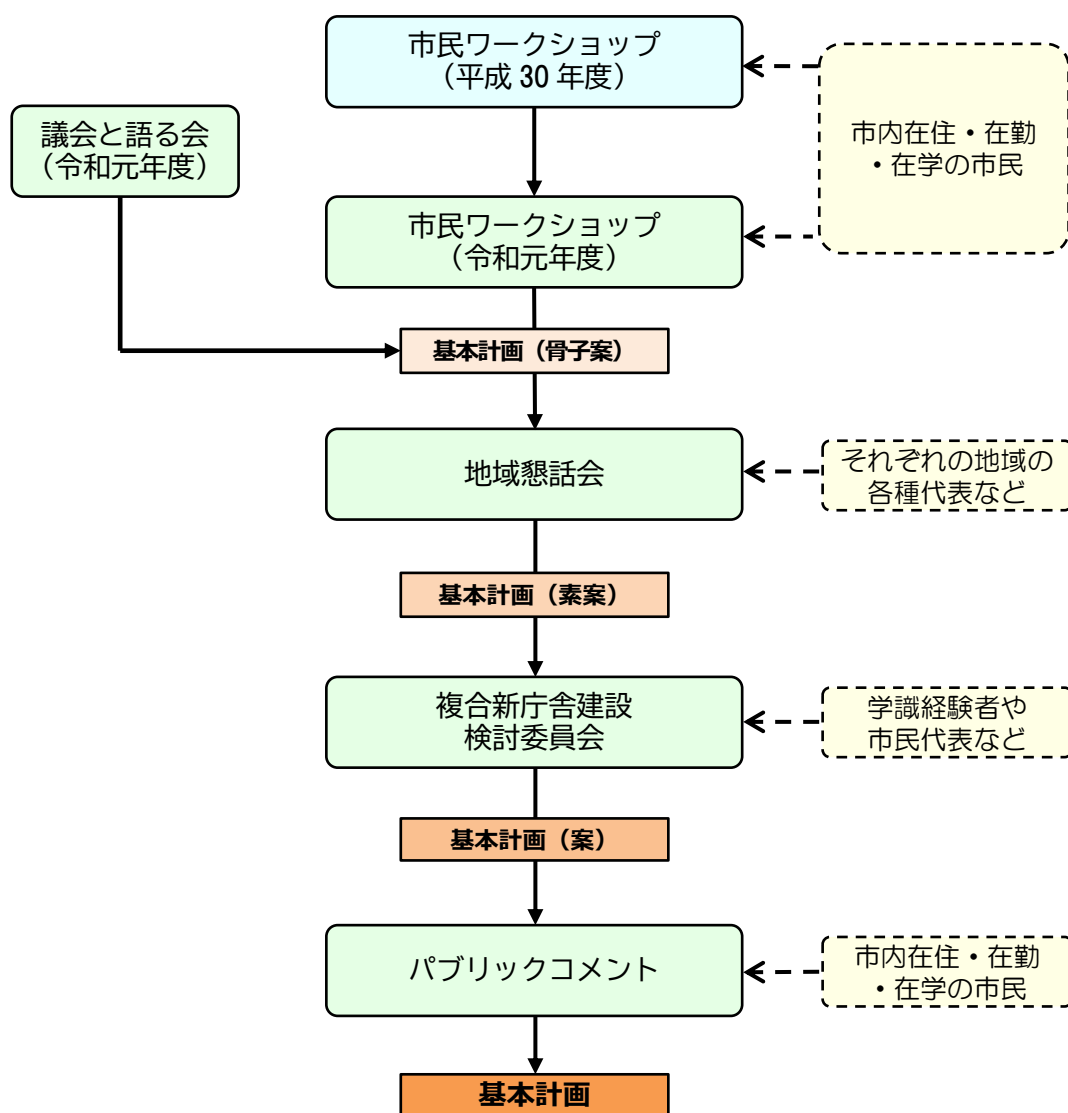 市民ワークショップ
（平成 30 年度）
市内在住・在勤
・在学の市民
議会と語る会
（令和元年度）
市民ワークショップ
（令和元年度）
基本計画（骨子案）
地域懇話会
それぞれの地域の
各種代表など
基本計画（素案）
複合新庁舎建設
検討委員会
学識経験者や
市民代表など
基本計画（案）
パブリックコメント
市内在住・在勤
・在学の市民
基本計画